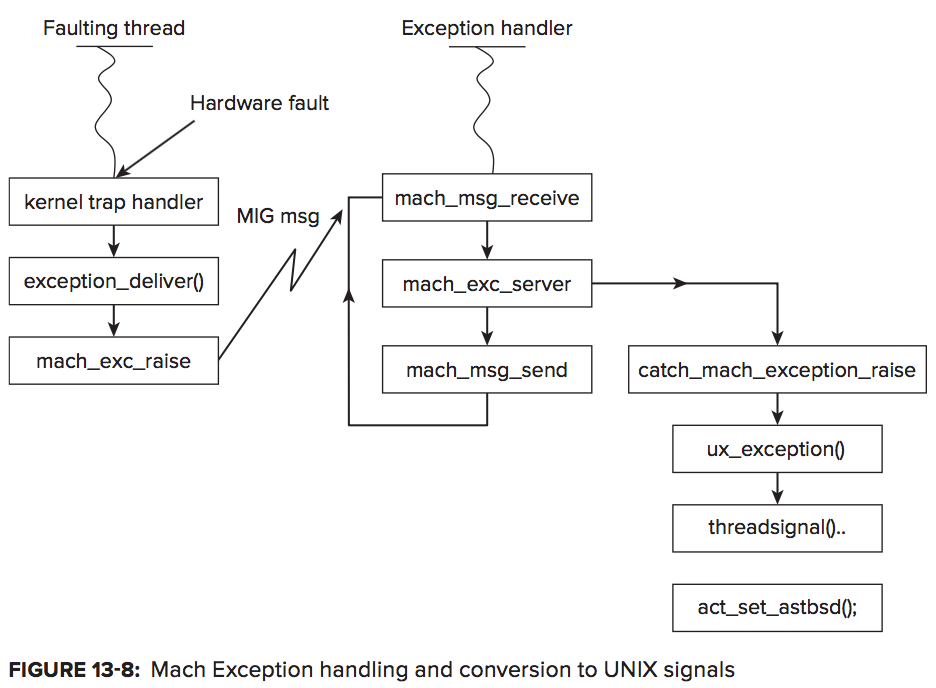 Faulting thread
Exception handler
Hardware fault
kernel trap handler
MIG msg
mach_msg_receive
exception_deliver()
mach_exc_server
mach_exc_raise
mach_msg_send
catch_mach_exception_raise
ux_exception()
threadsignal()..
act_set_astbsd();
FIGURE 13-8: Mach Exception handling and conversion to UNIX signals